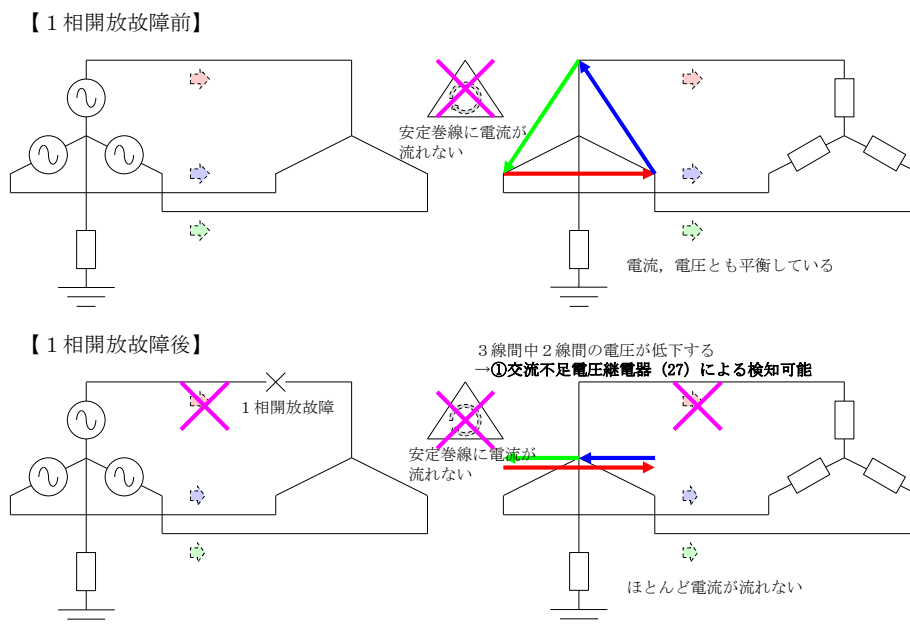 【１相開放故障前】
安定巻線に電流が
流れない
電流，電圧とも平衡している
【１相開放故障後】
３線間中２線間の電圧が低下する
→①交流不足電圧継電器（27）による検知可能
１相開放故障
安定巻線に電流が
流れない
ほとんど電流が流れない